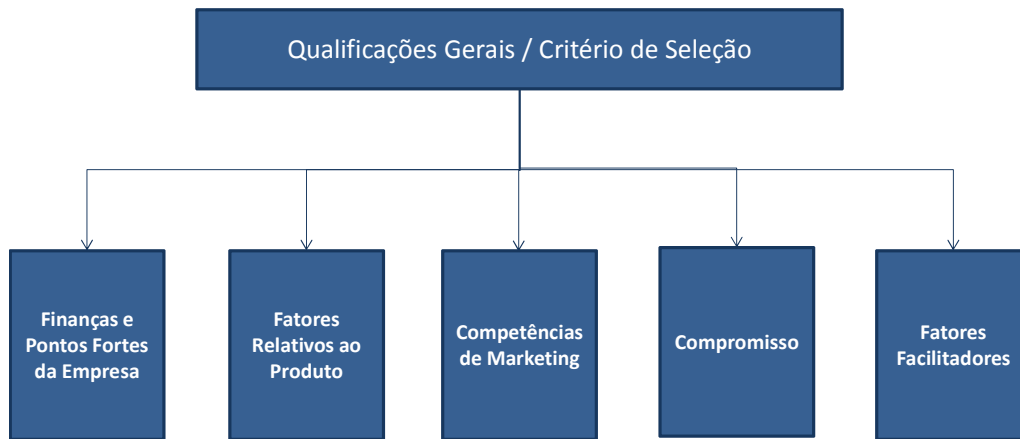 Qualificações Gerais / Critério de Seleção
Finanças e
Pontos Fortes
da Empresa
Fatores
Relativos ao
Produto
Competências
de Marketing
Compromisso
Fatores
Facilitadores